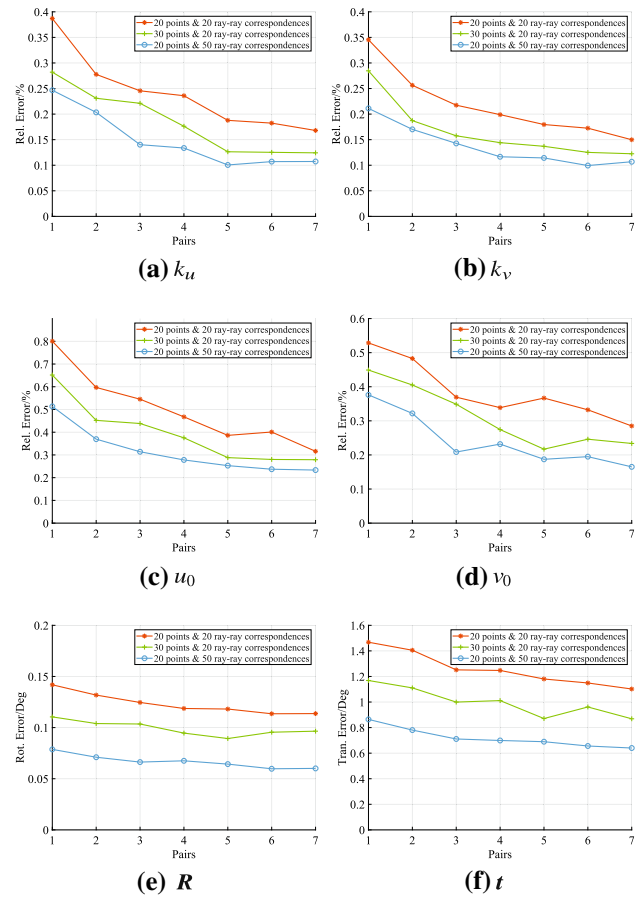 0.4
0.35
0.3
0.25
0.2
0.15
0.1
0.05
0
Rel. Error/%
20 points & 20 ray-ray correspondences
30 points & 20 ray-ray correspondences
20 points & 50 ray-ray correspondences
1 2 3 4 5 6 7
Pairs
(a) k_u
0.4
0.35
0.3
0.25
0.2
0.15
0.1
0.05
0
Rel. Error/%
20 points & 20 ray-ray correspondences
30 points & 20 ray-ray correspondences
20 points & 50 ray-ray correspondences
1 2 3 4 5 6 7
Pairs
(b) k_v
0.8
0.7
0.6
0.5
0.4
0.3
0.2
0.1
0
Rel. Error/%
20 points & 20 ray-ray correspondences
30 points & 20 ray-ray correspondences
20 points & 50 ray-ray correspondences
1 2 3 4 5 6 7
Pairs
(c) u_0
0.6
0.5
0.4
0.3
0.2
0.1
0
Rel. Error/%
20 points & 20 ray-ray correspondences
30 points & 20 ray-ray correspondences
20 points & 50 ray-ray correspondences
1 2 3 4 5 6 7
Pairs
(d) v_0
0.2
0.15
0.1
0.05
0
Rot. Error/Deg
20 points & 20 ray-ray correspondences
30 points & 20 ray-ray correspondences
20 points & 50 ray-ray correspondences
1 2 3 4 5 6 7
Pairs
(e) R
1.6
1.4
1.2
1
0.8
0.6
0.4
0.2
0
Tran. Error/Deg
20 points & 20 ray-ray correspondences
30 points & 20 ray-ray correspondences
20 points & 50 ray-ray correspondences
1 2 3 4 5 6 7
Pairs
(f) t